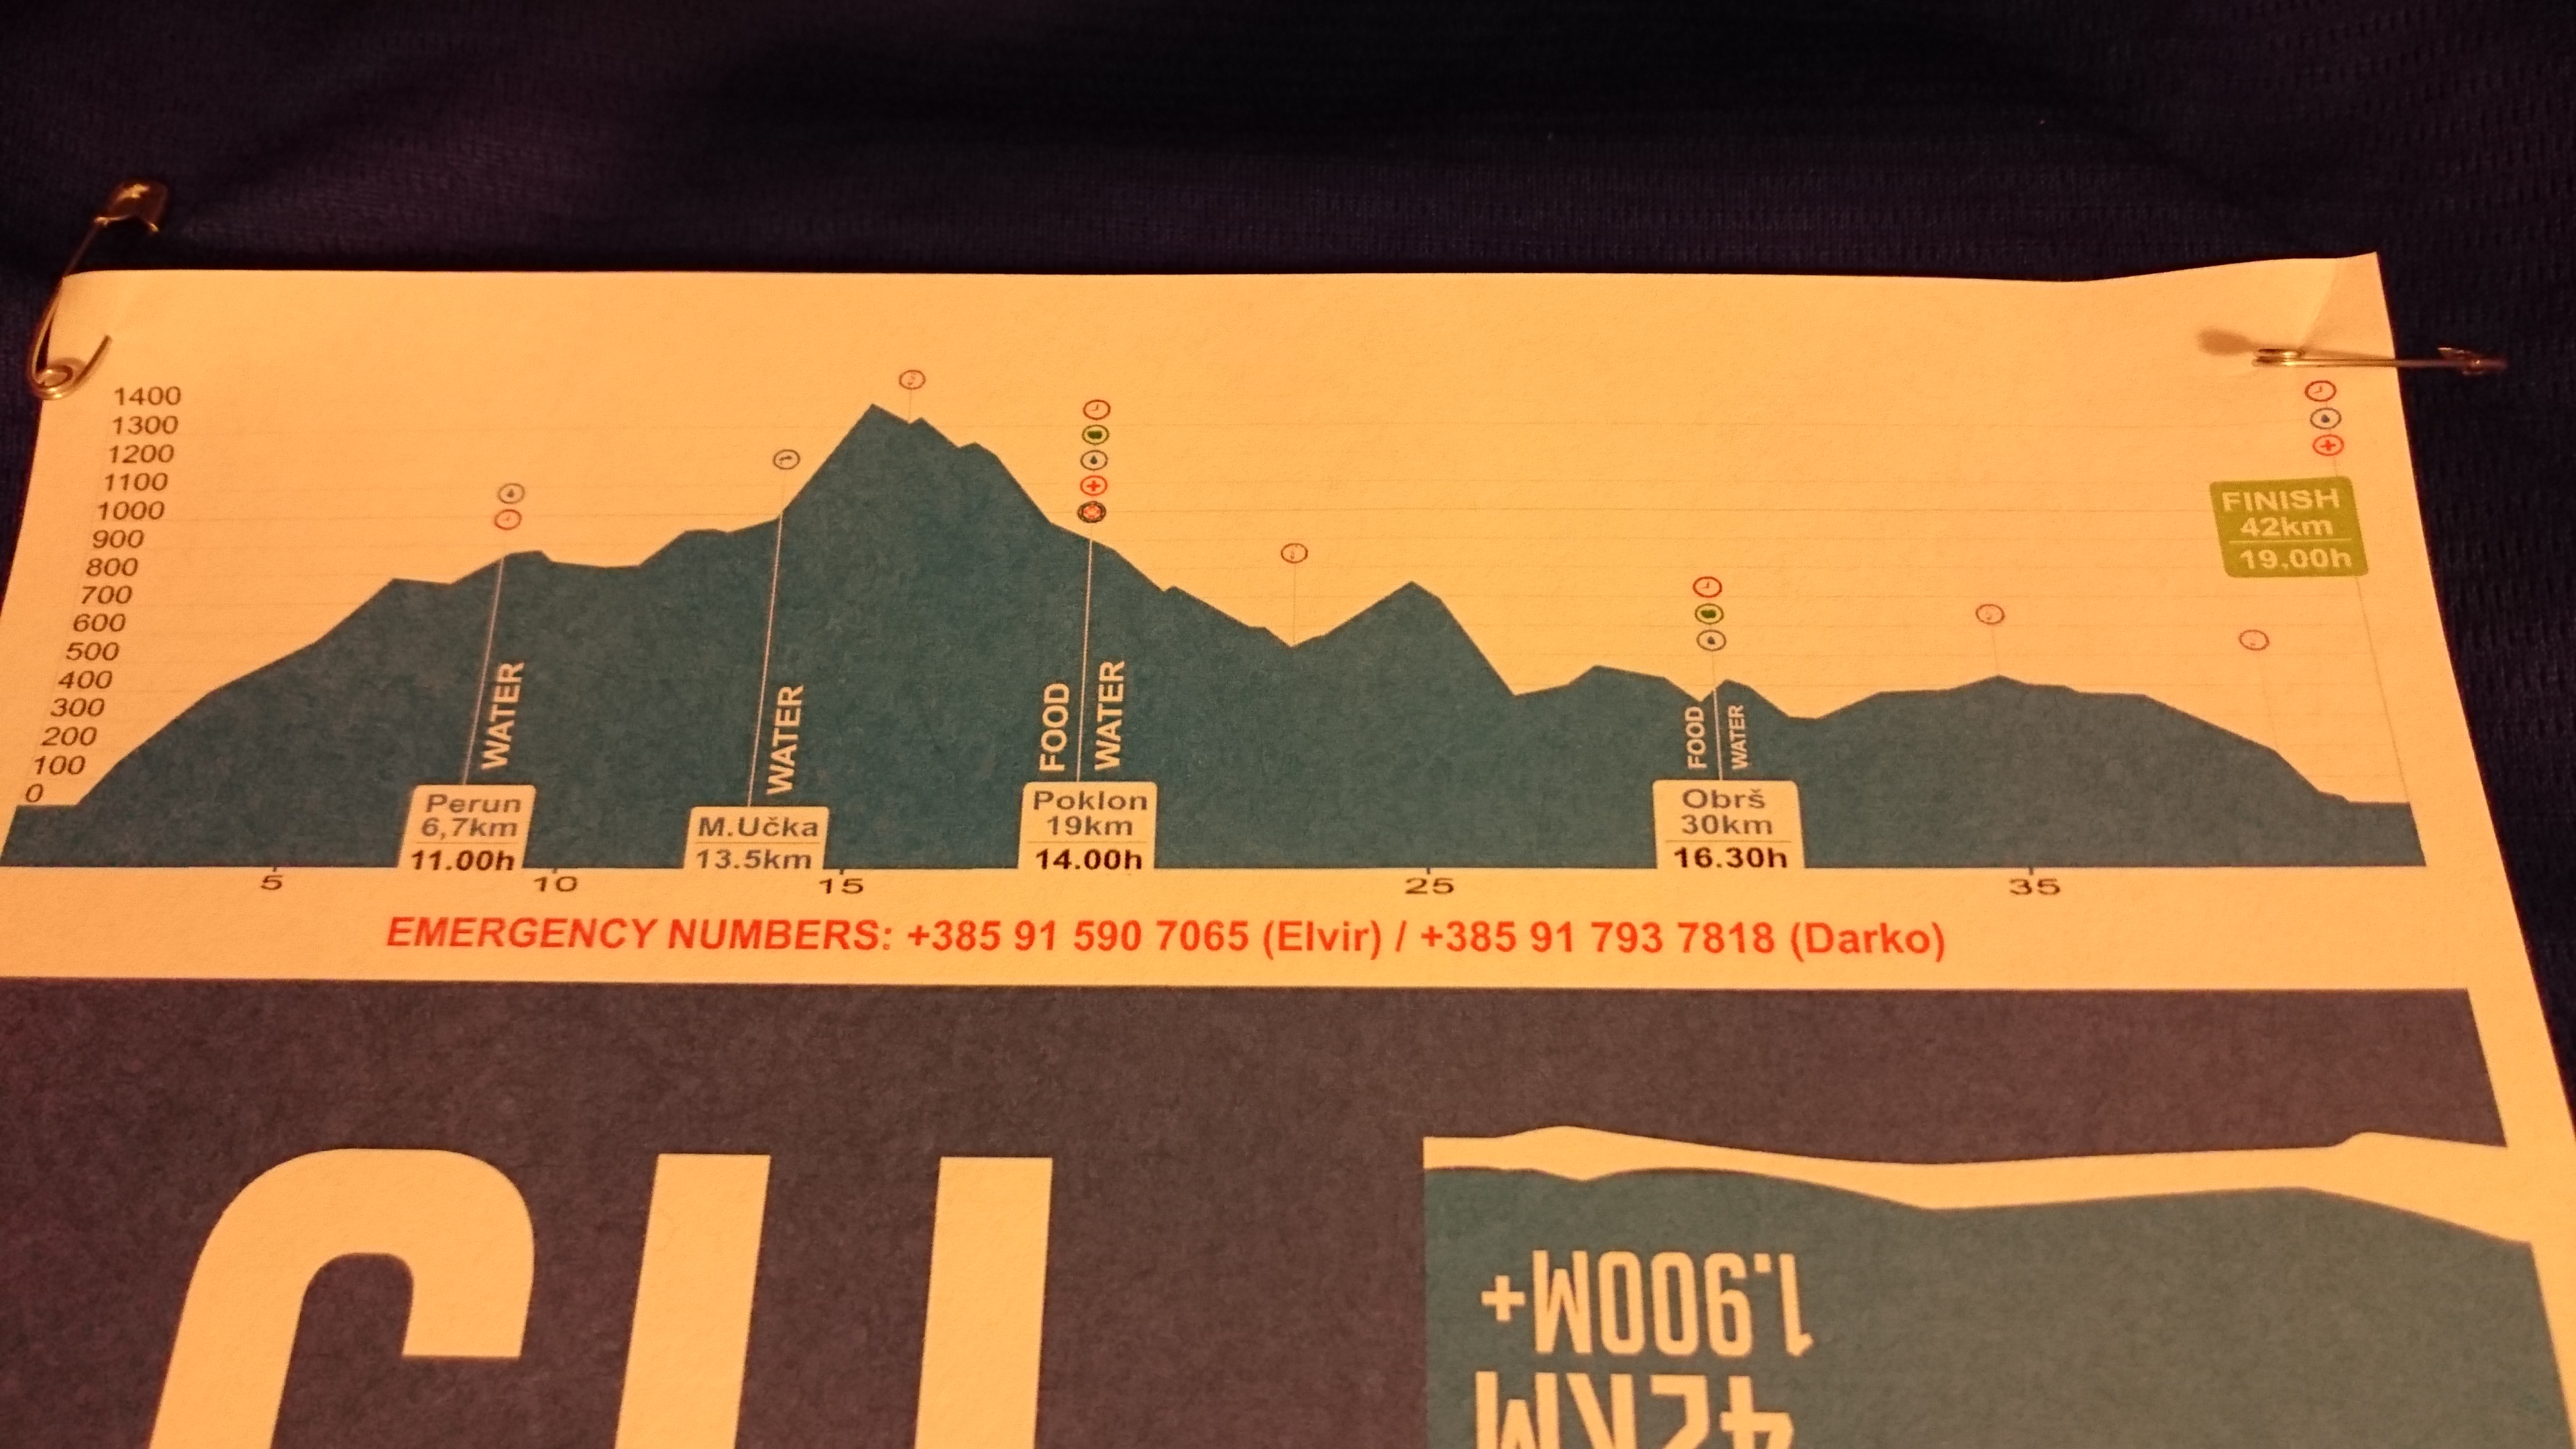 1400
1300
1200
1100
1000
900
800
700
600
500
400
300
200
100
0
WATER
WATER
FOOD
WATER
FOOD
WATER
FINISH
42km
19.00h
Perun
6,7km
11.00h
M.Učka
13.5km
Poklon
19km
14.00h
Obrš
30km
16.30h
5 10 15 25 35
EMERGENCY NUMBERS: +385 91 590 7065 (Elvir) / +385 91 793 7818 (Darko)
42KM
1.900M+